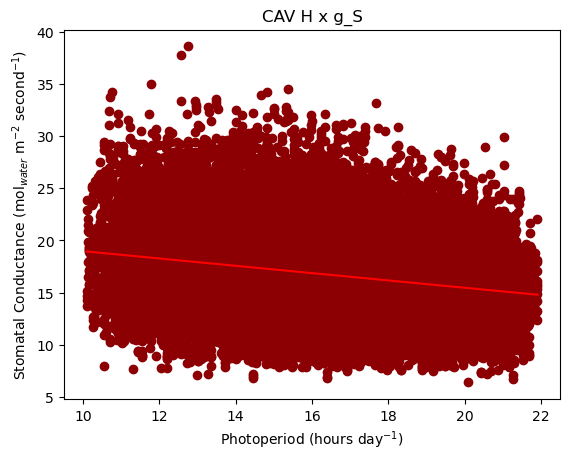 CAV H x g_S
40
35
30
25
20
15
10
5
Stomatal Conductance (mol_water m⁻² second⁻¹)
10 12 14 16 18 20 22
Photoperiod (hours day⁻¹)